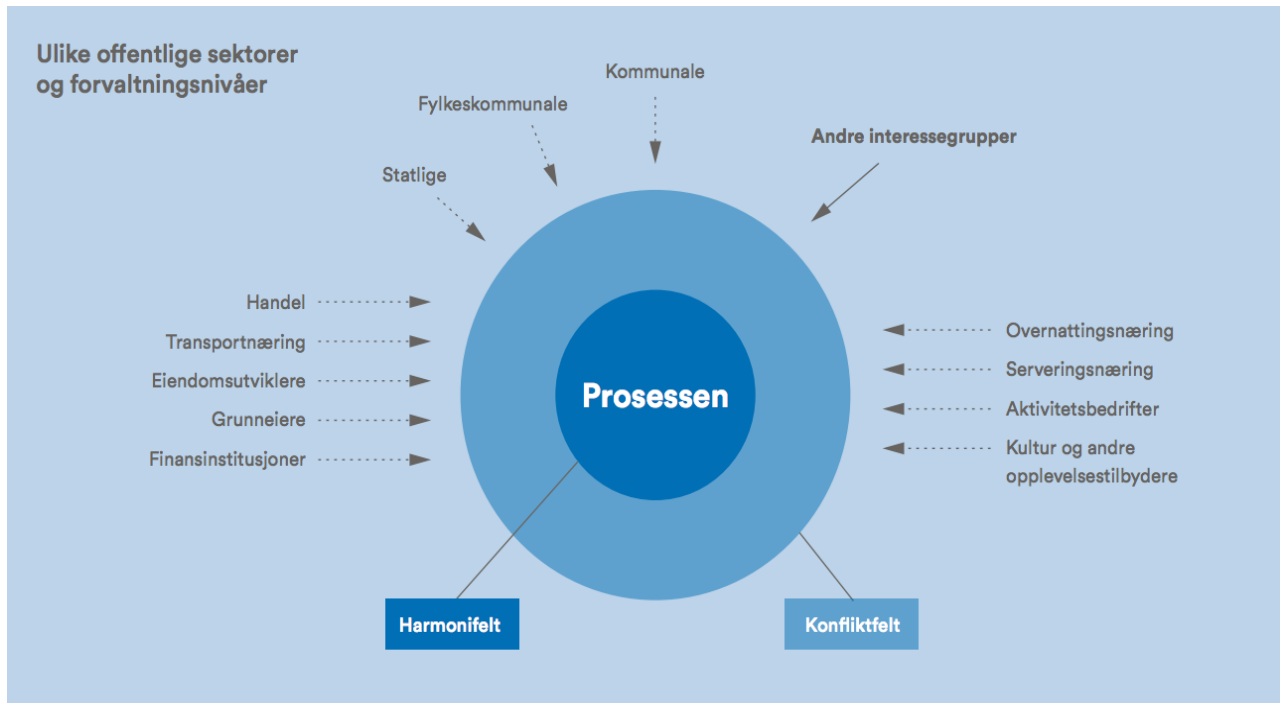 Ulike offentlige sektorer
og forvaltningsnivåer
Kommunale
Fylkeskommunale
Statlige
Andre interessegrupper
Handel
Transportnæring
Eiendomsutviklere
Grunneiere
Finansinstitusjoner
Prosessen
Overnattingsnæring
Serveringsnæring
Aktivitetsbedrifter
Kultur og andre
opplevelsestilbydere
Harmonifelt
Konfliktfelt